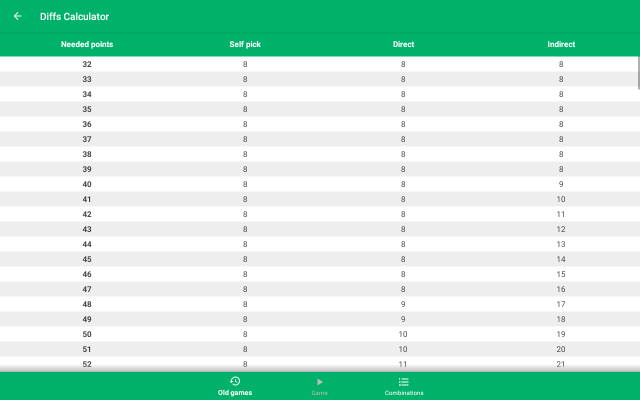 Diffs Calculator
Needed points Self pick Direct Indirect
32 8 8 8
33 8 8 8
34 8 8 8
35 8 8 8
36 8 8 8
37 8 8 8
38 8 8 8
39 8 8 8
40 8 8 9
41 8 8 10
42 8 8 11
43 8 8 12
44 8 8 13
45 8 8 14
46 8 8 15
47 8 8 16
48 8 9 17
49 8 9 18
50 8 10 19
51 8 10 20
52 8 11 21
Old games Game Combinations